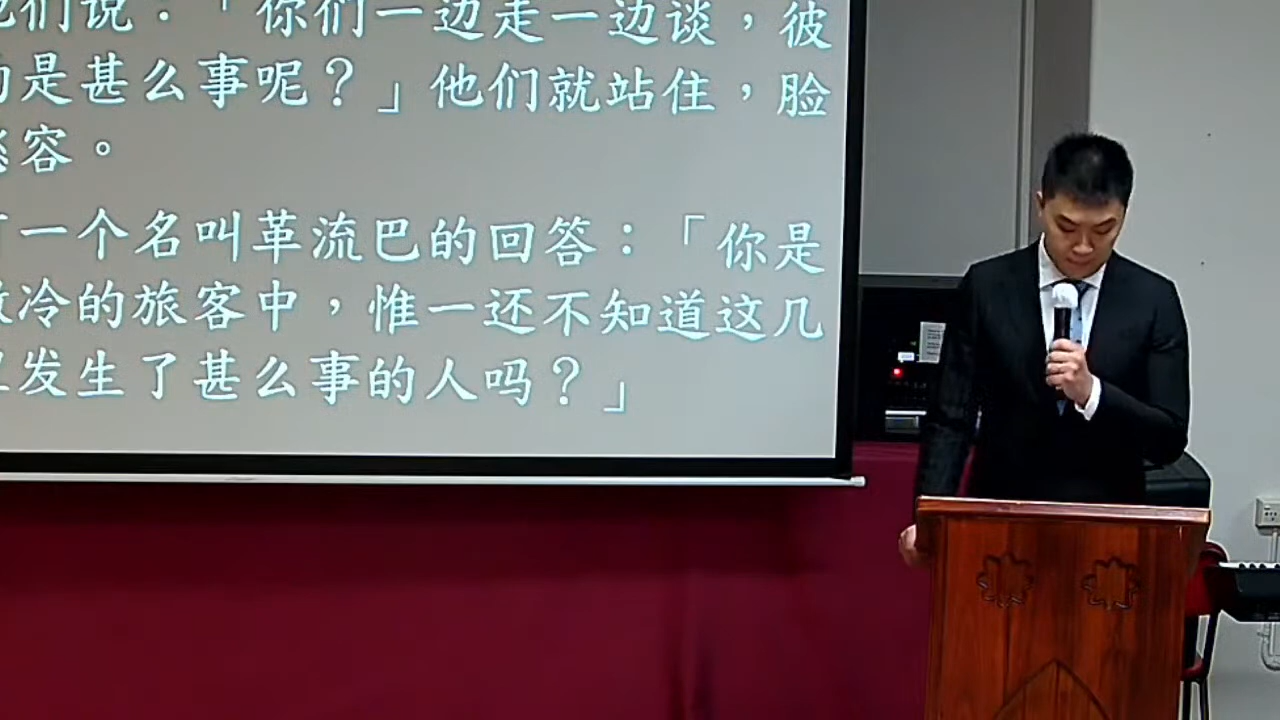 们说：「你们一边走一边谈，彼
是甚么事呢？」他们就站住，脸
容。
一个名叫革流巴的回答：「你是
冷的旅客中，惟一还不知道这几
发生了甚么事的人吗？」